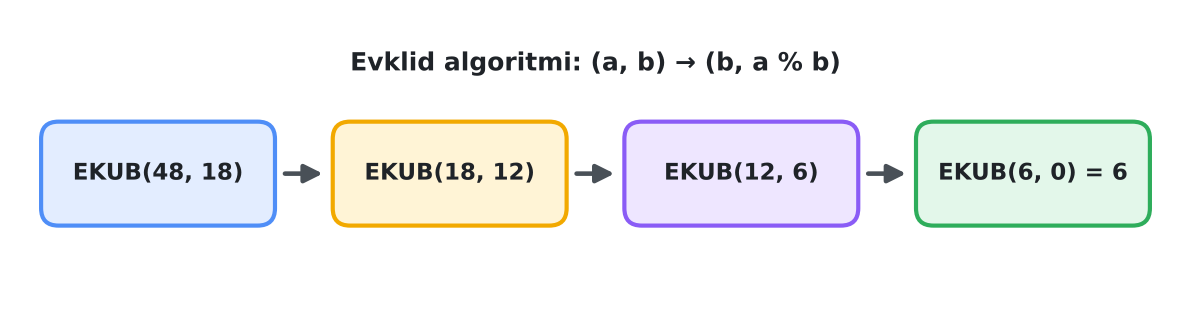 Evklid algoritmi: (a, b) → (b, a % b)
EKUB(48, 18)
EKUB(18, 12)
EKUB(12, 6)
EKUB(6, 0) = 6